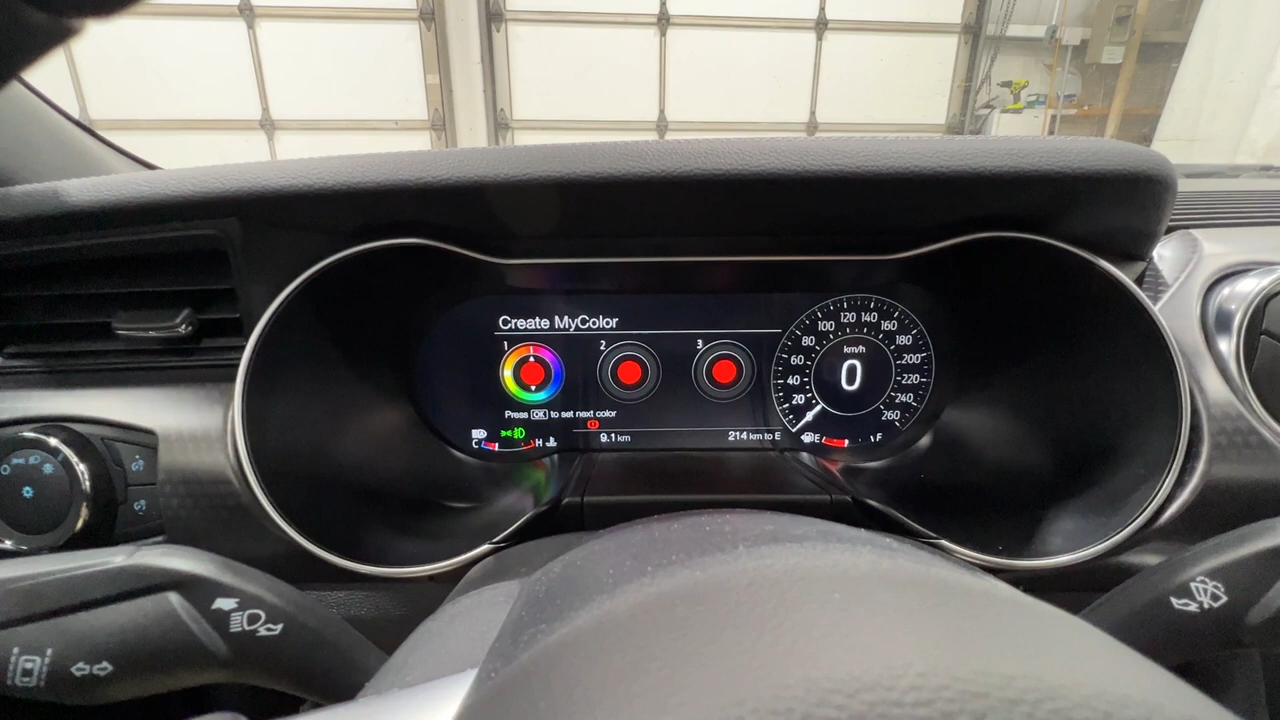 Create MyColor
1
2
3
Press OK to set next color
9.1 km
214 km to E
C
H
km/h
0
0
20
40
60
80
100
120
140
160
180
200
220
240
260
E
F